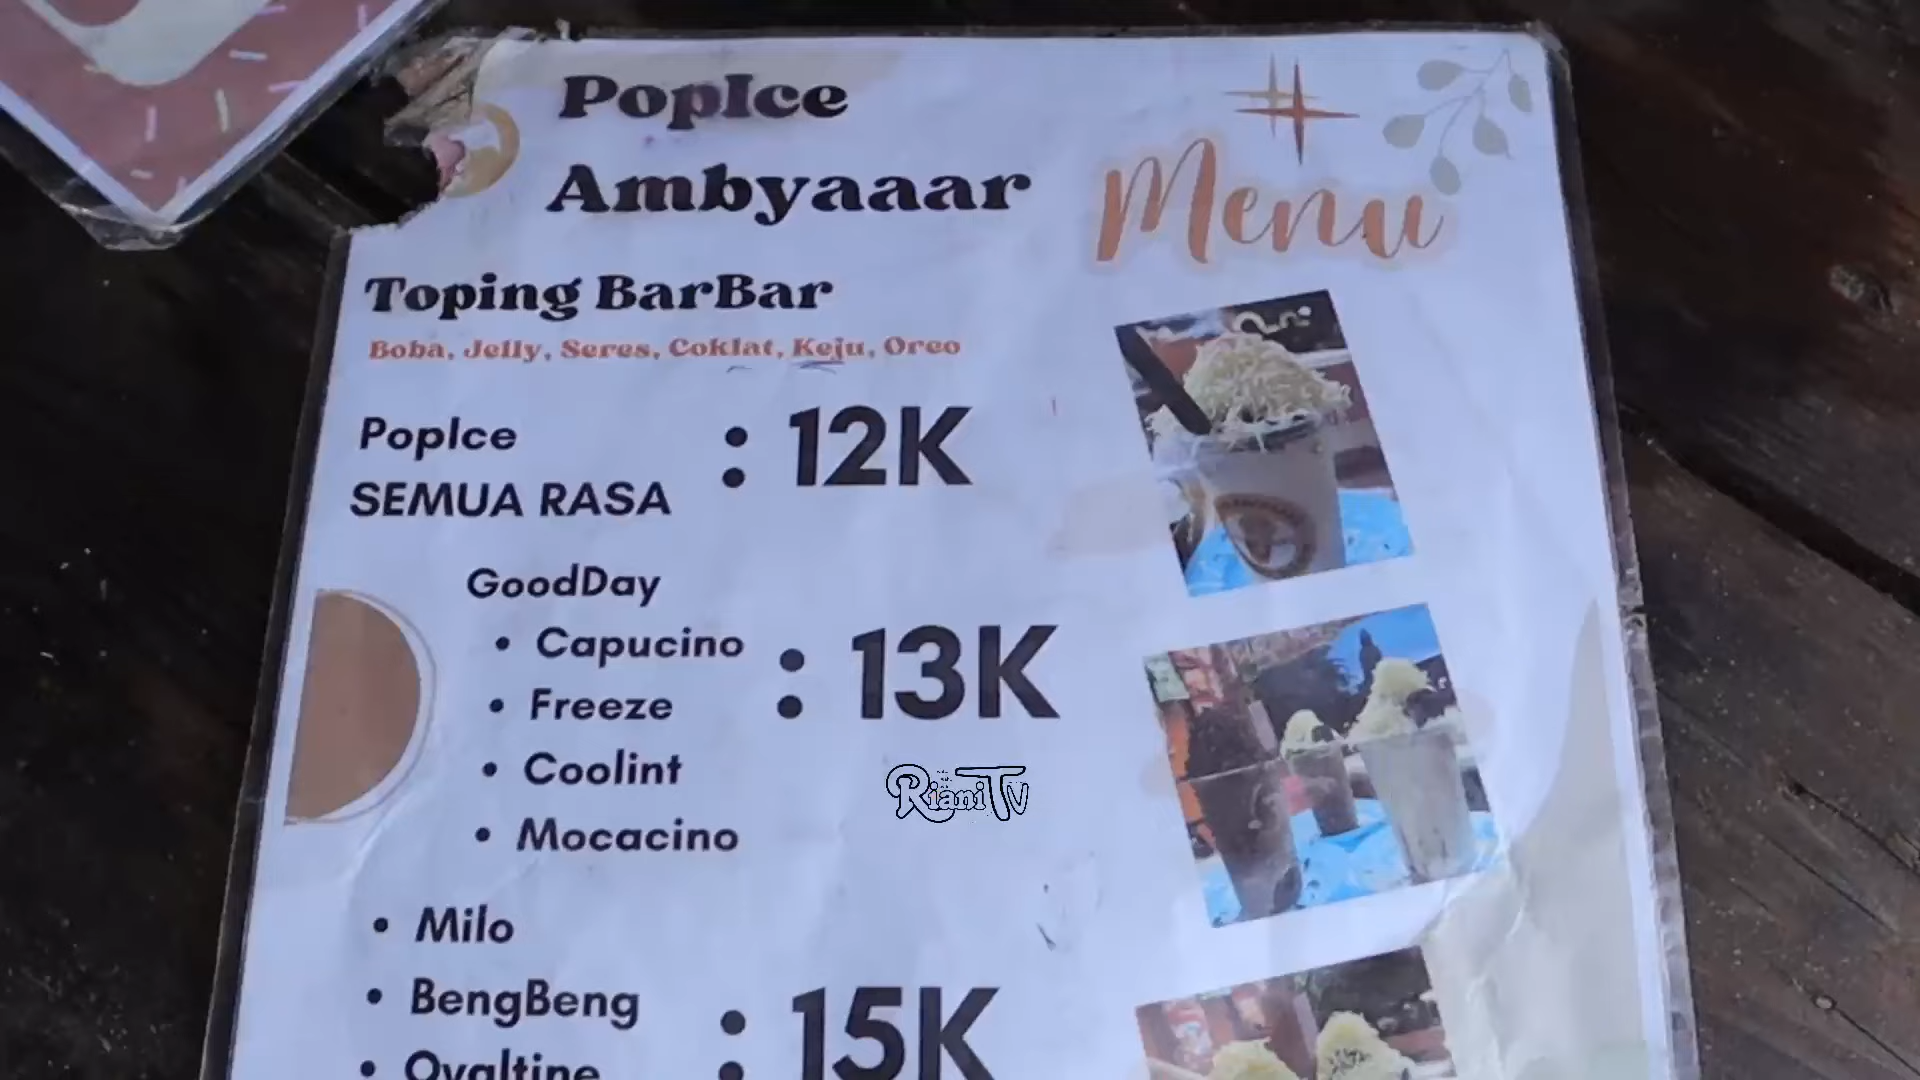 PopIce
Ambyaaar
Menu
Toping BarBar
Boba, Jelly, Seres, Coklat, Keju, Oreo
PopIce
SEMUA RASA
: 12K
GoodDay
• Capucino
• Freeze
• Coolint
• Mocacino
: 13K
RianiTv
• Milo
• BengBeng
• Ovaltine
: 15K